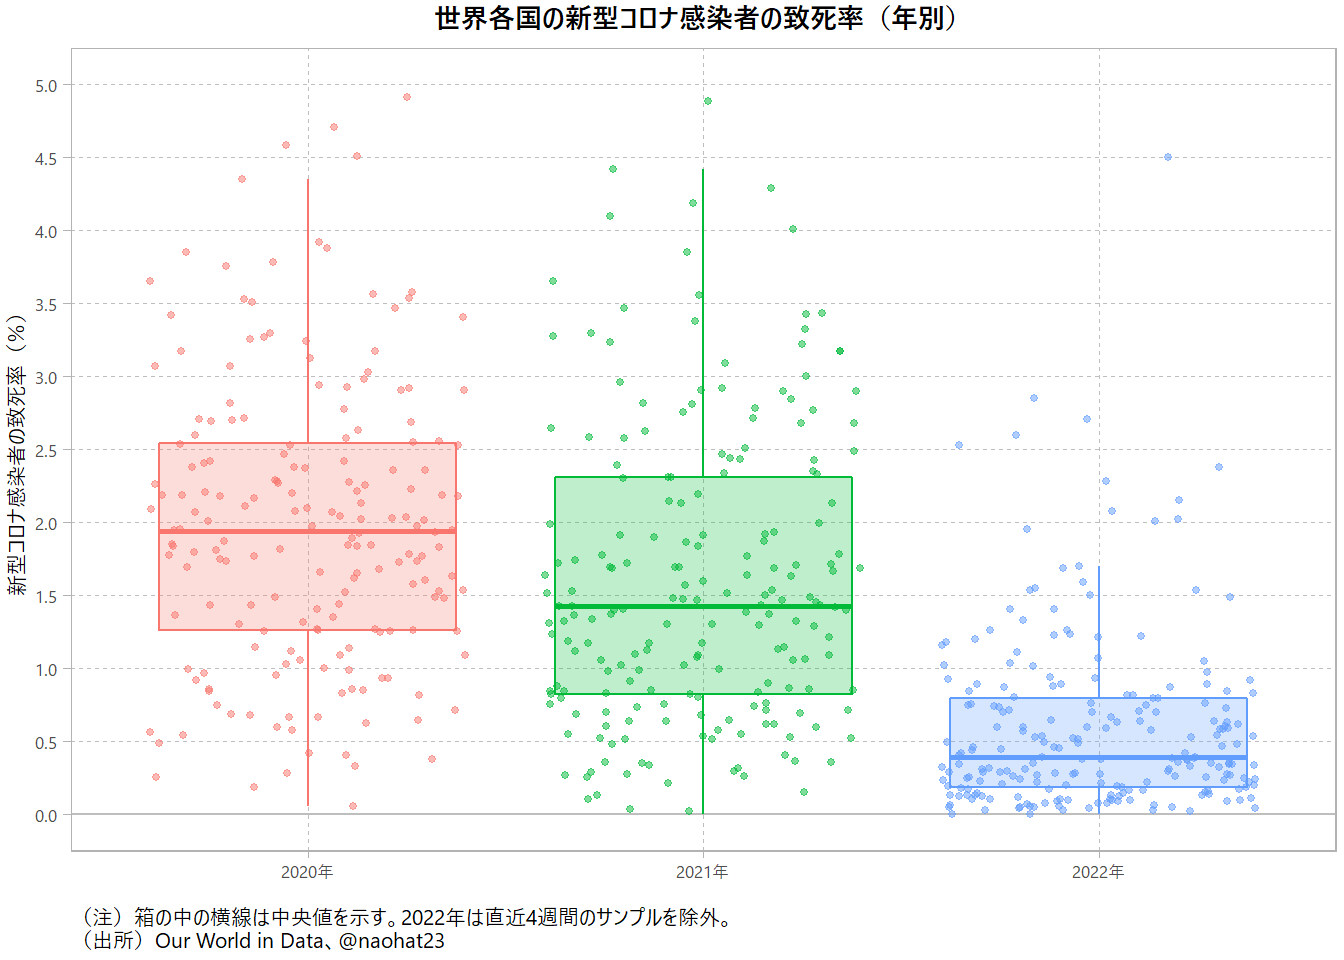 世界各国の新型コロナ感染者の致死率（年別）
新型コロナ感染者の致死率（％）
5.0
4.5
4.0
3.5
3.0
2.5
2.0
1.5
1.0
0.5
0.0
2020年
2021年
2022年
（注）箱の中の横線は中央値を示す。2022年は直近4週間のサンプルを除外。
（出所）Our World in Data、@naohat23